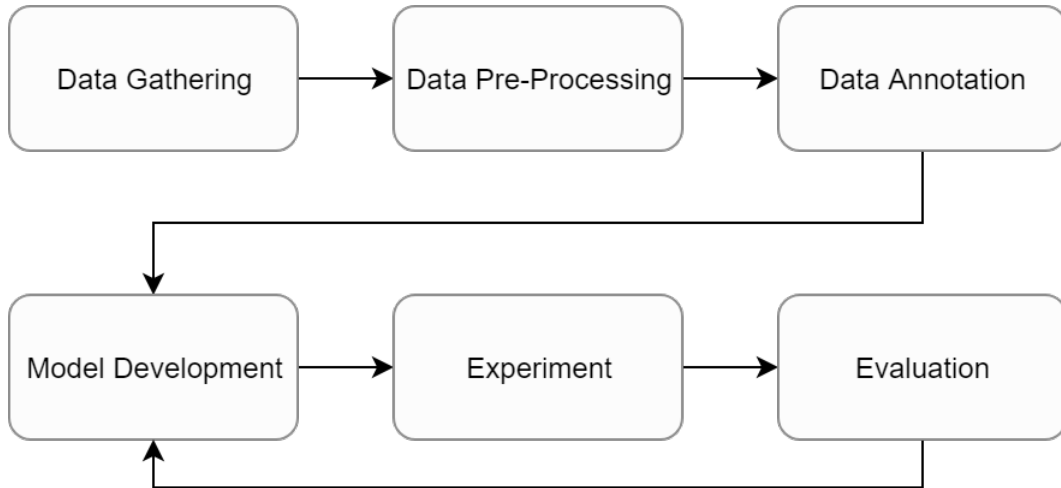 Data Gathering
Data Pre-Processing
Data Annotation
Model Development
Experiment
Evaluation